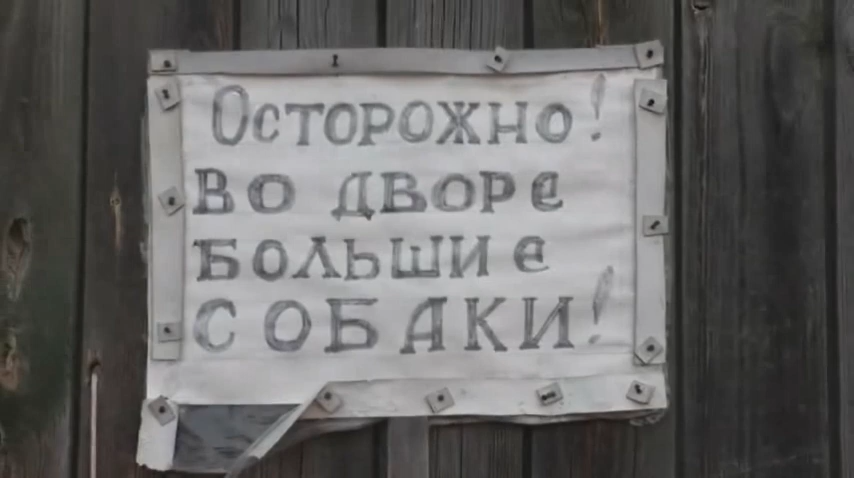 Осторожно!
Во дворе
большие
собаки!